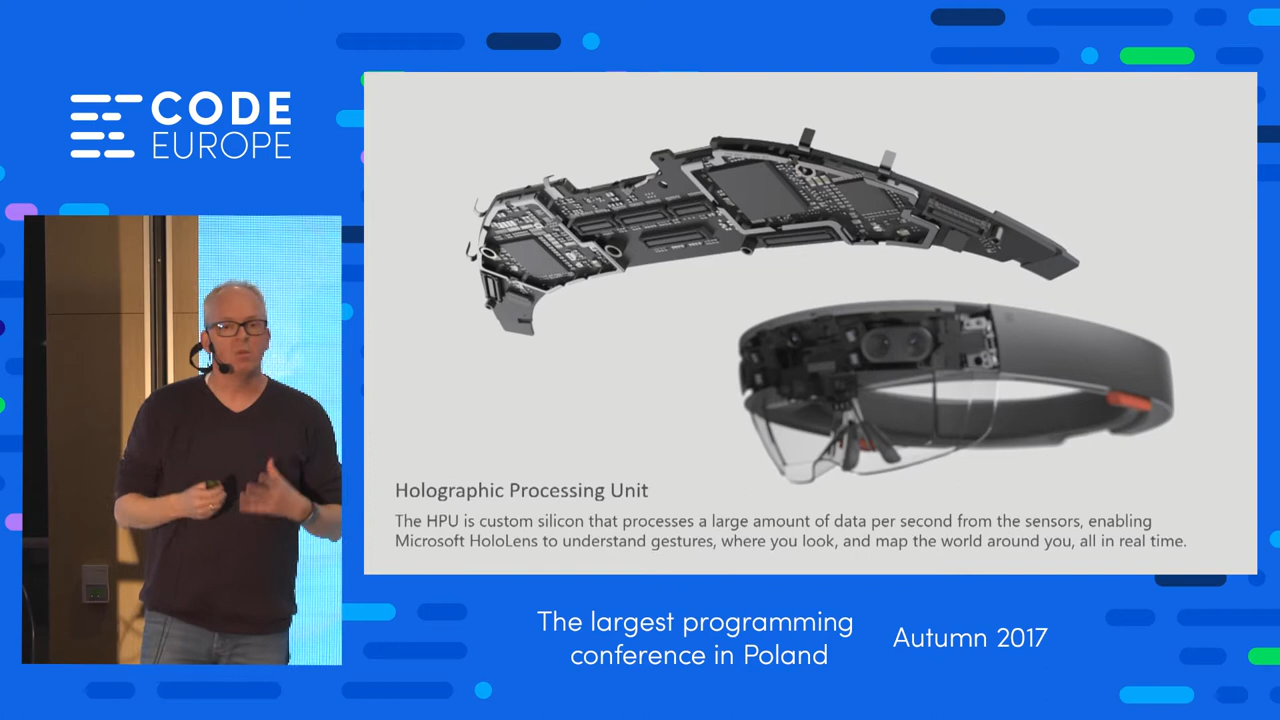 CODE
EUROPE
Holographic Processing Unit
The HPU is custom silicon that processes a large amount of data per second from the sensors, enabling
Microsoft HoloLens to understand gestures, where you look, and map the world around you, all in real time.
The largest programming
conference in Poland
Autumn 2017